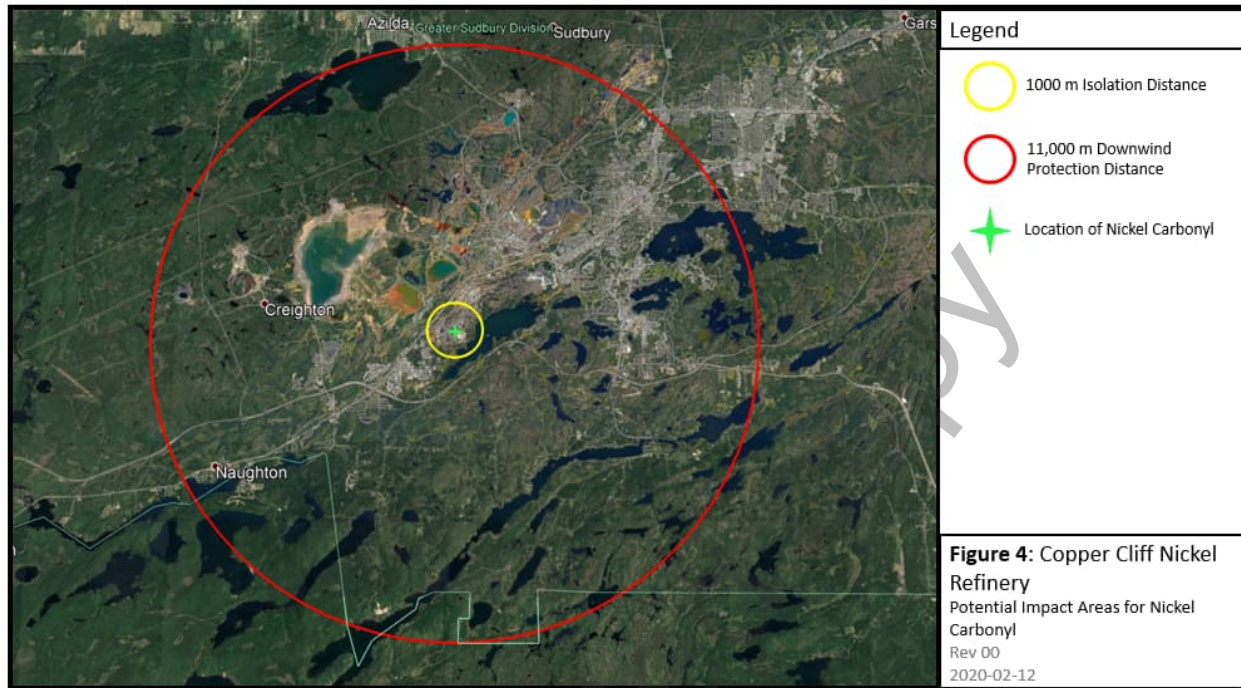 Azilda
Greater Sudbury Division
Sudbury
Gars
Creighton
Naughton
Legend
1000 m Isolation Distance
11,000 m Downwind
Protection Distance
Location of Nickel Carbonyl
py
Figure 4: Copper Cliff Nickel
Refinery
Potential Impact Areas for Nickel
Carbonyl
Rev 00
2020-02-12